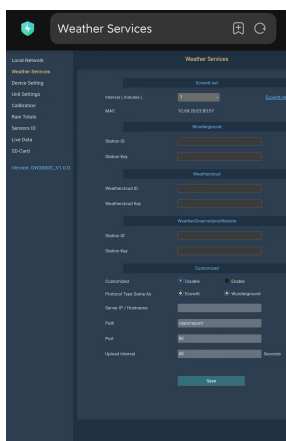 Weather Services
Local Network
Weather Services
Device Setting
Unit Settings
Calibration
Rain Totals
Sensors ID
Live Data
SD-Card
Version: GW3000C_V1.0.0
Weather Services
Ecowitt.net
Interval ( minutes )
1
MAC
Wunderground
Station ID
Station Key
Weathercloud
Weathercloud ID
Weathercloud Key
WeatherObservationsWebsite
Station ID
Station Key
Customized
Customized
Disable
Enable
Protocol Type Same As
Ecowitt
Wunderground
Server IP / Hostname
Path
Port
80
Upload Interval
60
Seconds
Save